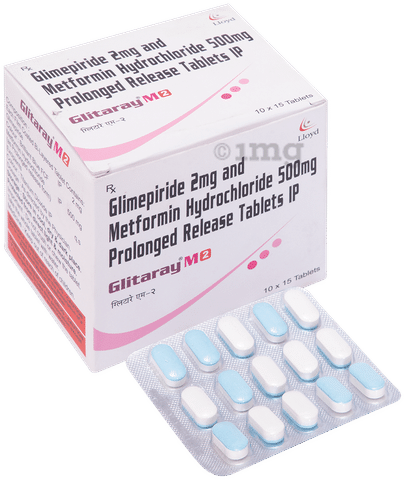 Rx
Glimepiride 2mg and
Metformin Hydrochloride 500mg
Prolonged Release Tablets IP
Glitaray M2
ग्लिटारे एम-२
Lloyd
10 x 15 Tablets
Rx
Glimepiride 2mg and
Metformin Hydrochloride 500mg
Prolonged Release Tablets IP
Glitaray M2
ग्लिटारे एम-२
Lloyd
10 x 15 Tablets
© 1mg